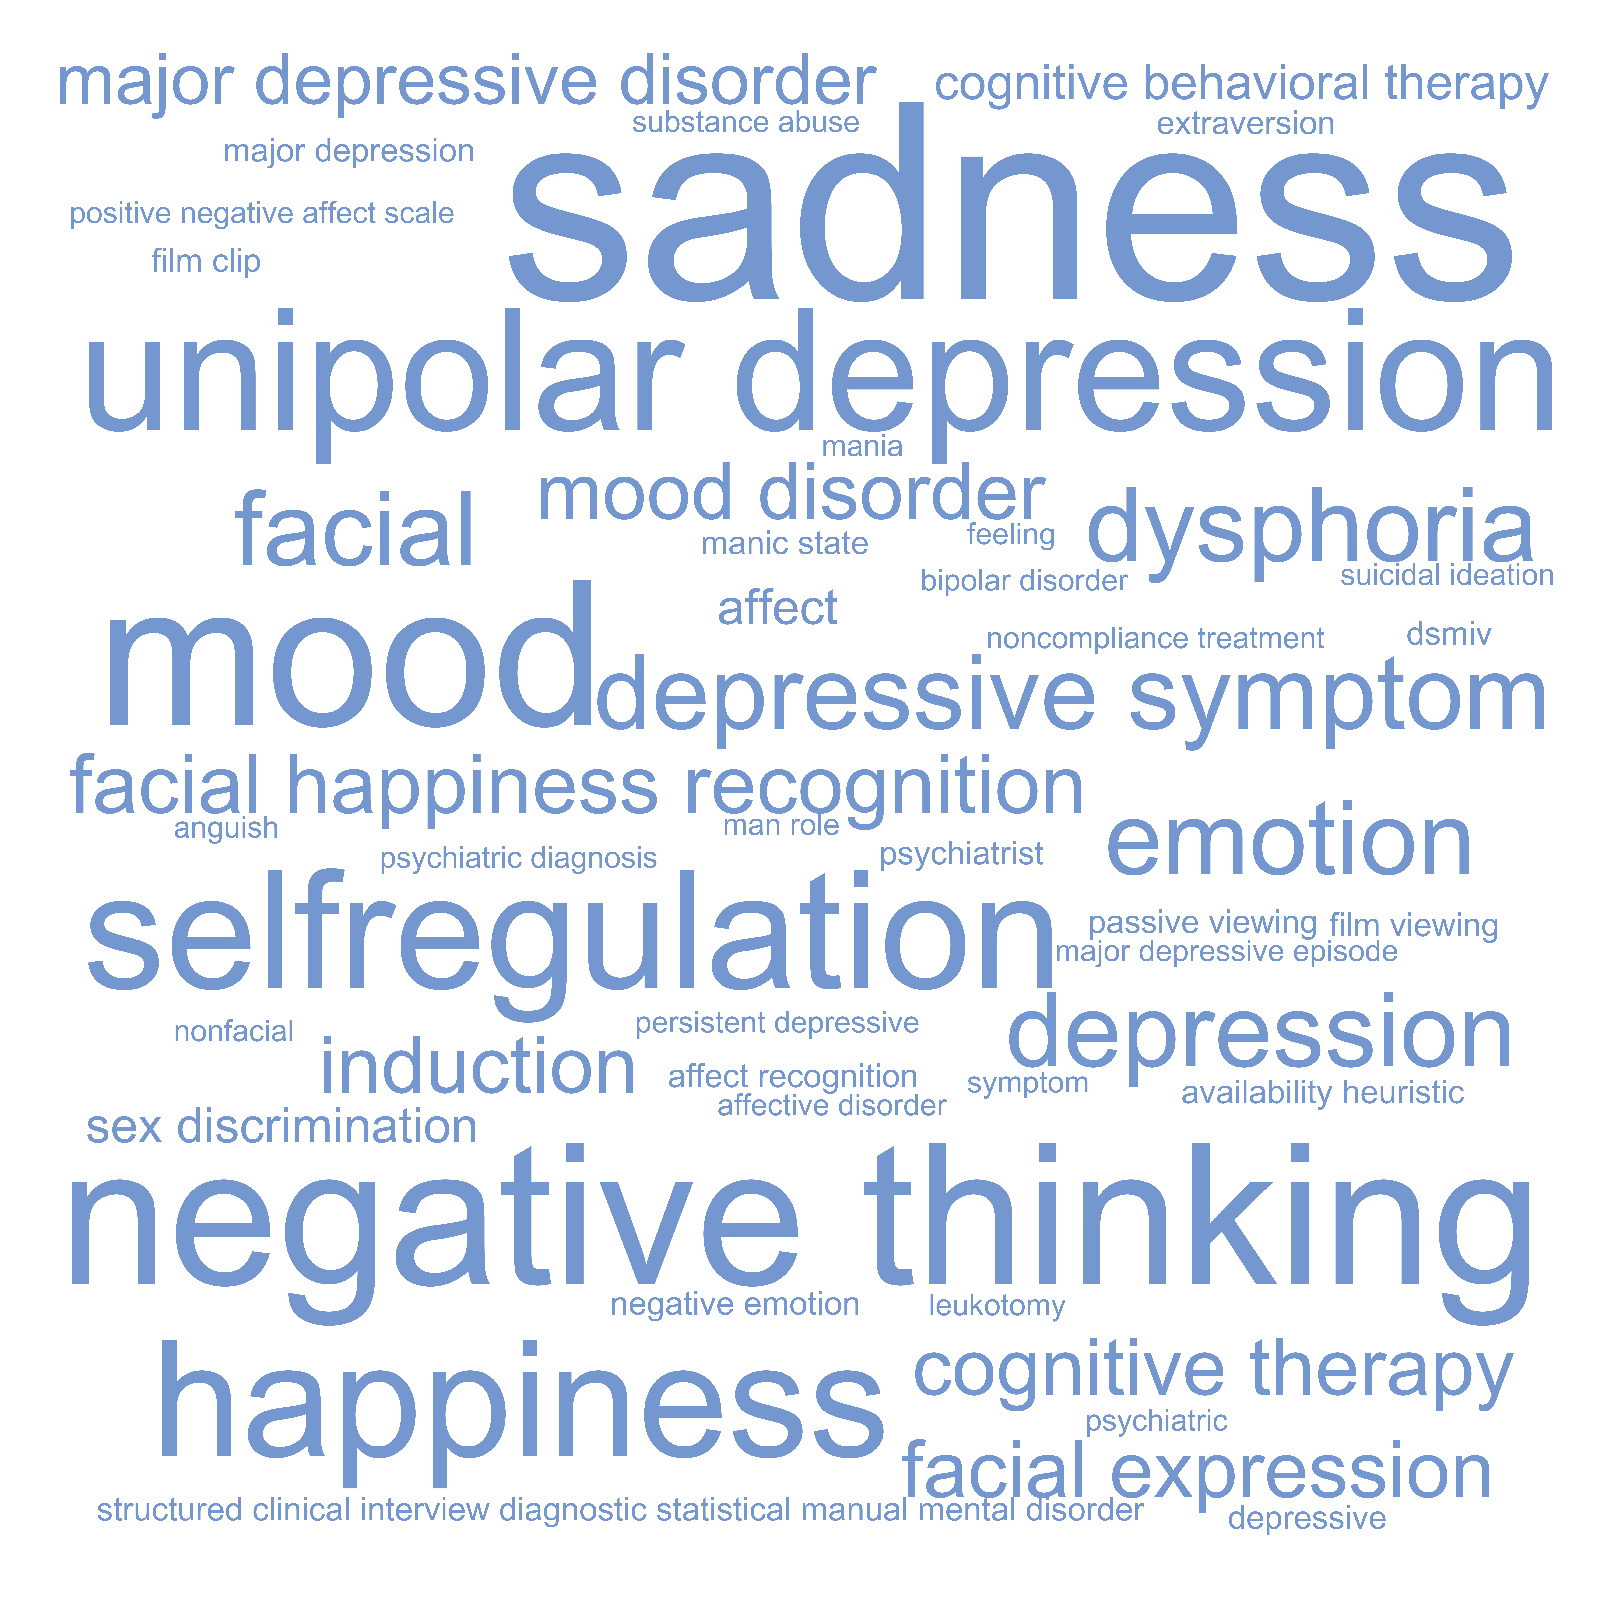 major depressive disorder
cognitive behavioral therapy
substance abuse
extraversion
major depression
sadness
positive negative affect scale
film clip
unipolar depression
mania
mood disorder
facial
dysphoria
manic state
feeling
bipolar disorder
suicidal ideation
affect
mood
noncompliance treatment
dsmiv
depressive symptom
facial happiness recognition
anguish
man role
emotion
psychiatric diagnosis
psychiatrist
selfregulation
passive viewing
film viewing
major depressive episode
nonfacial
persistent depressive
depression
induction
affect recognition
symptom
availability heuristic
affective disorder
sex discrimination
negative thinking
negative emotion
leukotomy
happiness
cognitive therapy
psychiatric
facial expression
structured clinical interview diagnostic statistical manual mental disorder
depressive